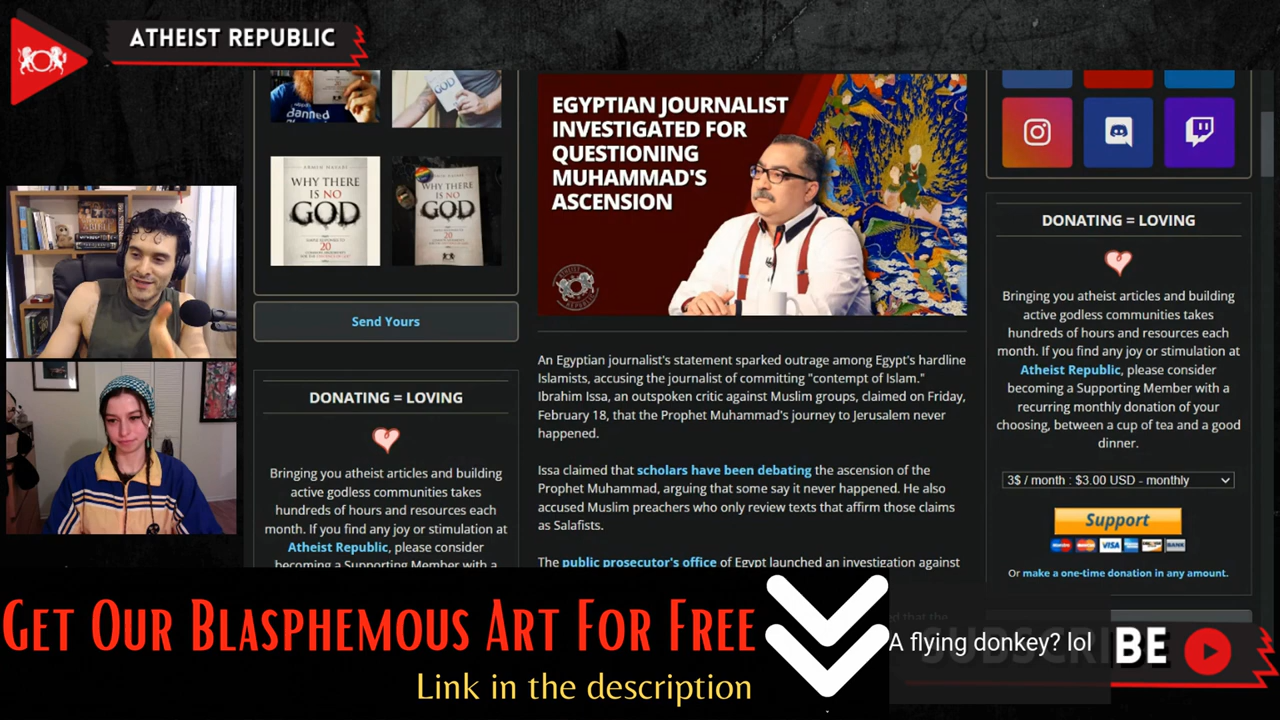 ATHEIST REPUBLIC
Banned
GOD
WHY THERE
IS NO
GOD
20
WHY THERE
IS NO
GOD
20
Send Yours
DONATING = LOVING
Bringing you atheist articles and building
active godless communities takes
hundreds of hours and resources each
month. If you find any joy or stimulation at
Atheist Republic, please consider
becoming a Supporting Member with a
EGYPTIAN JOURNALIST
INVESTIGATED FOR
QUESTIONING
MUHAMMAD'S
ASCENSION
An Egyptian journalist's statement sparked outrage among Egypt's hardline
Islamists, accusing the journalist of committing "contempt of Islam."
Ibrahim Issa, an outspoken critic against Muslim groups, claimed on Friday,
February 18, that the Prophet Muhammad's journey to Jerusalem never
happened.
Issa claimed that scholars have been debating the ascension of the
Prophet Muhammad, arguing that some say it never happened. He also
accused Muslim preachers who only review texts that affirm those claims
as Salafists.
The public prosecutor's office of Egypt launched an investigation against
DONATING = LOVING
Bringing you atheist articles and building
active godless communities takes
hundreds of hours and resources each
month. If you find any joy or stimulation at
Atheist Republic, please consider
becoming a Supporting Member with a
recurring monthly donation of your
choosing, between a cup of tea and a good
dinner.
3$ / month : $3.00 USD - monthly
Support
VISA
BANK
Or make a one-time donation in any amount.
GET OUR BLASPHEMOUS ART FOR FREE
Link in the description
A flying donkey? lol
SUBSCRIBE